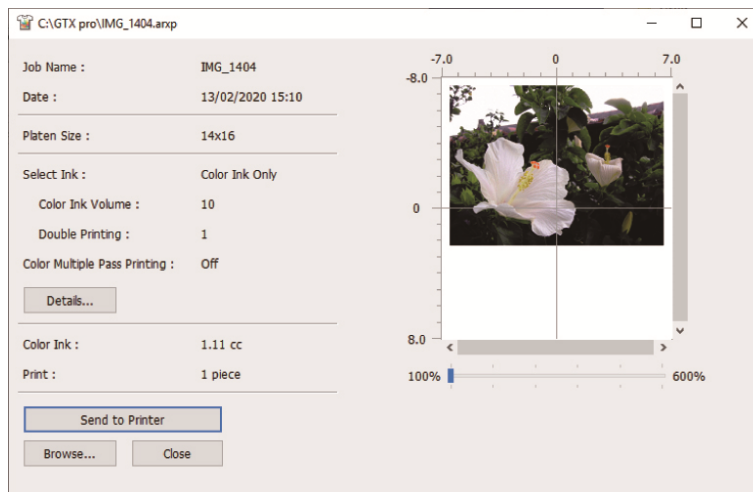 C:\GTX pro\IMG_1404.arxp
Job Name : IMG_1404
Date : 13/02/2020 15:10
Platen Size : 14x16
Select Ink : Color Ink Only
Color Ink Volume : 10
Double Printing : 1
Color Multiple Pass Printing : Off
Details...
Color Ink : 1.11 cc
Print : 1 piece
Send to Printer
Browse... Close
-7.0 0 7.0
-8.0
0
8.0
100% 600%